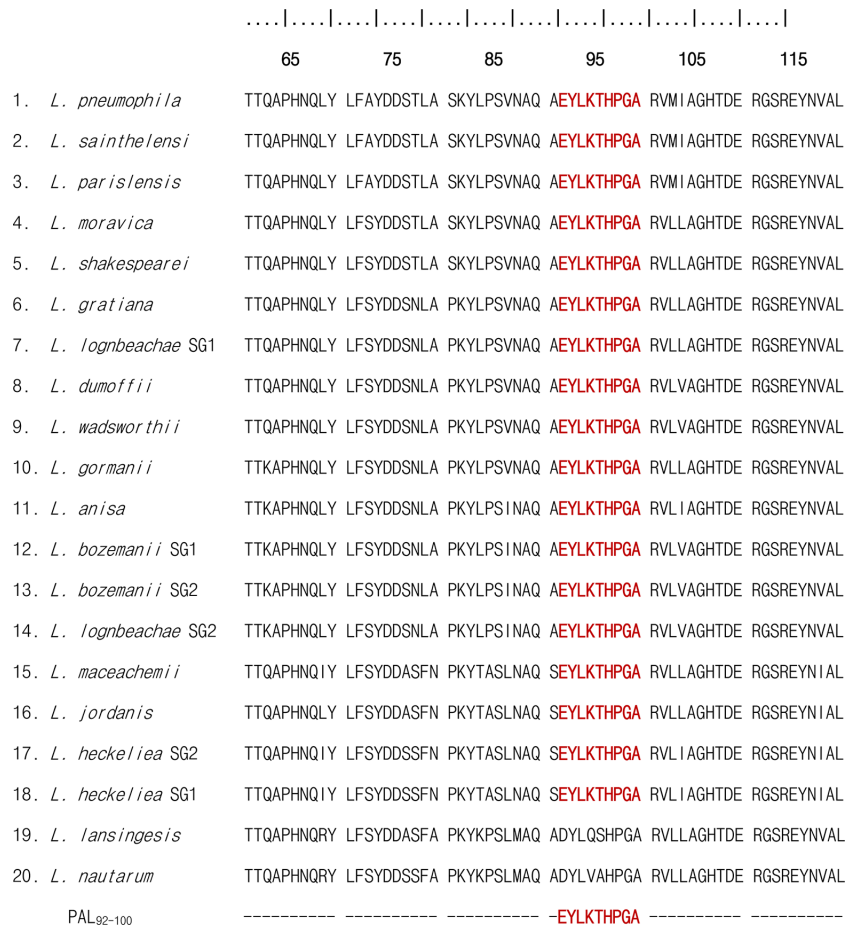 ....|....|....|....|....|....|....|....|....|....|....|....|
65 75 85 95 105 115
1. L. pneumophila TTQAPHNQLY LFAYDDSTLA SKYLPSVNAQ AEYLKTHPGA RVMIAGHTDE RGSREYNVAL
2. L. sainthelensi TTQAPHNQLY LFAYDDSTLA SKYLPSVNAQ AEYLKTHPGA RVMIAGHTDE RGSREYNVAL
3. L. parislensis TTQAPHNQLY LFAYDDSTLA SKYLPSVNAQ AEYLKTHPGA RVMIAGHTDE RGSREYNVAL
4. L. moravica TTQAPHNQLY LFSYDDSTLA SKYLPSVNAQ AEYLKTHPGA RVLLAGHTDE RGSREYNVAL
5. L. shakespearei TTQAPHNQLY LFSYDDSTLA SKYLPSVNAQ AEYLKTHPGA RVLLAGHTDE RGSREYNVAL
6. L. gratiana TTQAPHNQLY LFSYDDSNLA PKYLPSVNAQ AEYLKTHPGA RVLLAGHTDE RGSREYNVAL
7. L. lognbeachae SG1 TTQAPHNQLY LFSYDDSNLA PKYLPSVNAQ AEYLKTHPGA RVLLAGHTDE RGSREYNVAL
8. L. dumoffii TTQAPHNQLY LFSYDDSNLA PKYLPSVNAQ AEYLKTHPGA RVLVAGHTDE RGSREYNVAL
9. L. wadsworthii TTQAPHNQLY LFSYDDSNLA PKYLPSVNAQ AEYLKTHPGA RVLVAGHTDE RGSREYNVAL
10. L. gormanii TTKAPHNQLY LFSYDDSNLA PKYLPSVNAQ AEYLKTHPGA RVLLAGHTDE RGSREYNVAL
11. L. anisa TTKAPHNQLY LFSYDDSNLA PKYLPSINAQ AEYLKTHPGA RVLIAGHTDE RGSREYNVAL
12. L. bozemanii SG1 TTKAPHNQLY LFSYDDSNLA PKYLPSINAQ AEYLKTHPGA RVLVAGHTDE RGSREYNVAL
13. L. bozemanii SG2 TTKAPHNQLY LFSYDDSNLA PKYLPSINAQ AEYLKTHPGA RVLVAGHTDE RGSREYNVAL
14. L. lognbeachae SG2 TTKAPHNQLY LFSYDDSNLA PKYLPSINAQ AEYLKTHPGA RVLVAGHTDE RGSREYNVAL
15. L. maceachemii TTQAPHNQIY LFSYDDASFN PKYTASLNAQ SEYLKTHPGA RVLLAGHTDE RGSREYNIAL
16. L. jordanis TTQAPHNQLY LFSYDDASFN PKYTASLNAQ SEYLKTHPGA RVLLAGHTDE RGSREYNIAL
17. L. heckeliea SG2 TTQAPHNQIY LFSYDDSSFN PKYTASLNAQ SEYLKTHPGA RVLIAGHTDE RGSREYNIAL
18. L. heckeliea SG1 TTQAPHNQIY LFSYDDSSFN PKYTASLNAQ SEYLKTHPGA RVLIAGHTDE RGSREYNIAL
19. L. lansingesis TTQAPHNQRY LFSYDDASFA PKYKPSLMAQ ADYLQSHPGA RVLLAGHTDE RGSREYNVAL
20. L. nautarum TTQAPHNQRY LFSYDDSSFA PKYKPSLMAQ ADYLVAHPGA RVLLAGHTDE RGSREYNVAL
PAL92-100 ---------- ---------- ---------- -EYLKTHPGA ---------- ----------